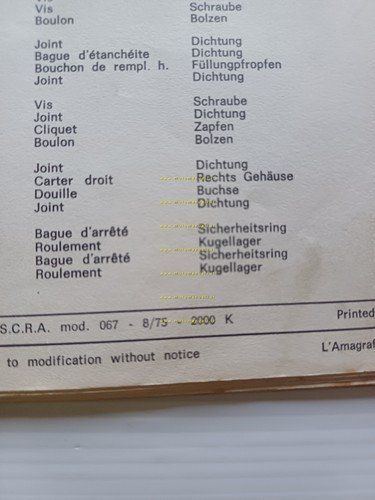 Vis Schraube
Boulon Bolzen
Joint Dichtung
Bague d'étanchéite Dichtung
Bouchon de rempl. h. Füllungpfropfen
Joint Dichtung
Vis Schraube
Joint Dichtung
Cliquet Zapfen
Boulon Bolzen
Joint Dichtung
Carter droit Rechts Gehäuse
Douille Buchse
Joint Dichtung
Bague d'arrêté Sicherheitsring
Roulement Kugellager
Bague d'arrêté Sicherheitsring
Roulement Kugellager
S.C.R.A. mod. 067 - 8/75 - 2000 K Printed
to modification without notice L'Amagraf